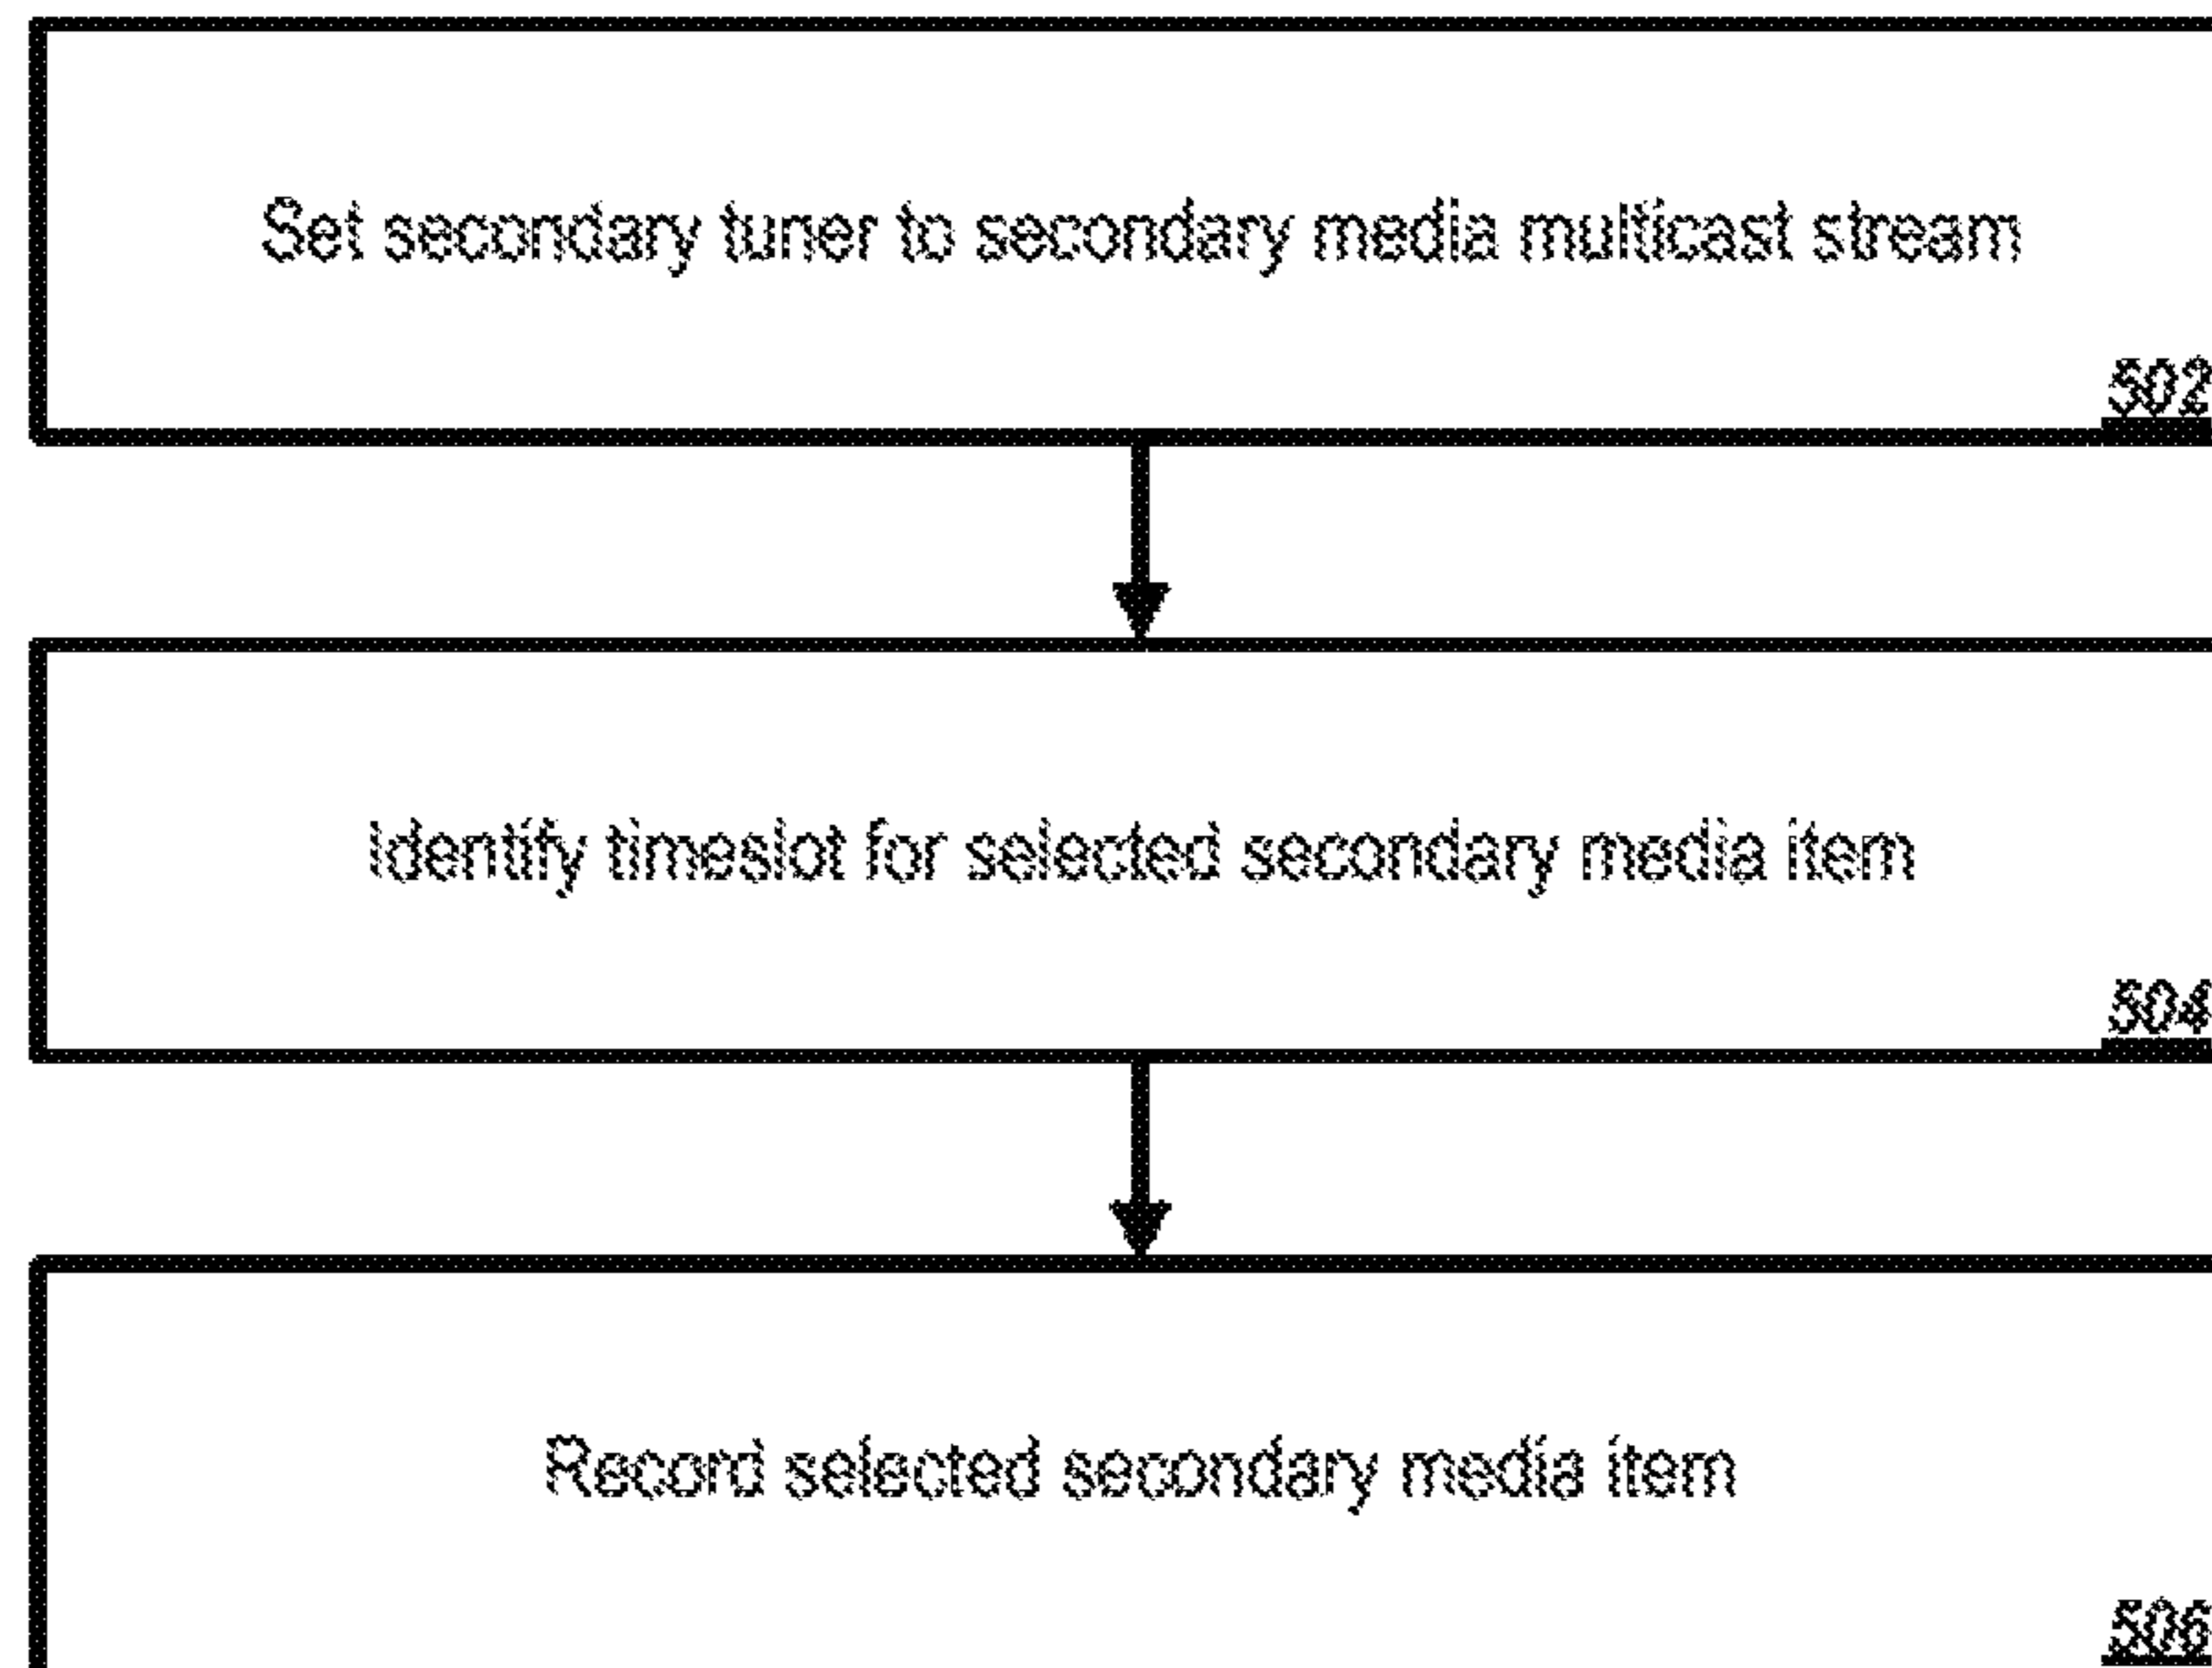 Set secondary tuner to secondary media multicast stream
502
Identify timeslot for selected secondary media item
504
Record selected secondary media item
506